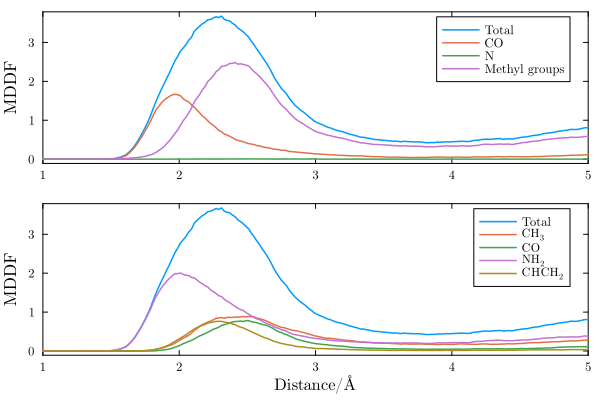 MDDF
3
2
1
0
Total
CO
N
Methyl groups
1 2 3 4 5
MDDF
3
2
1
0
Total
CH3
CO
NH2
CHCH2
1 2 3 4 5
Distance/Å